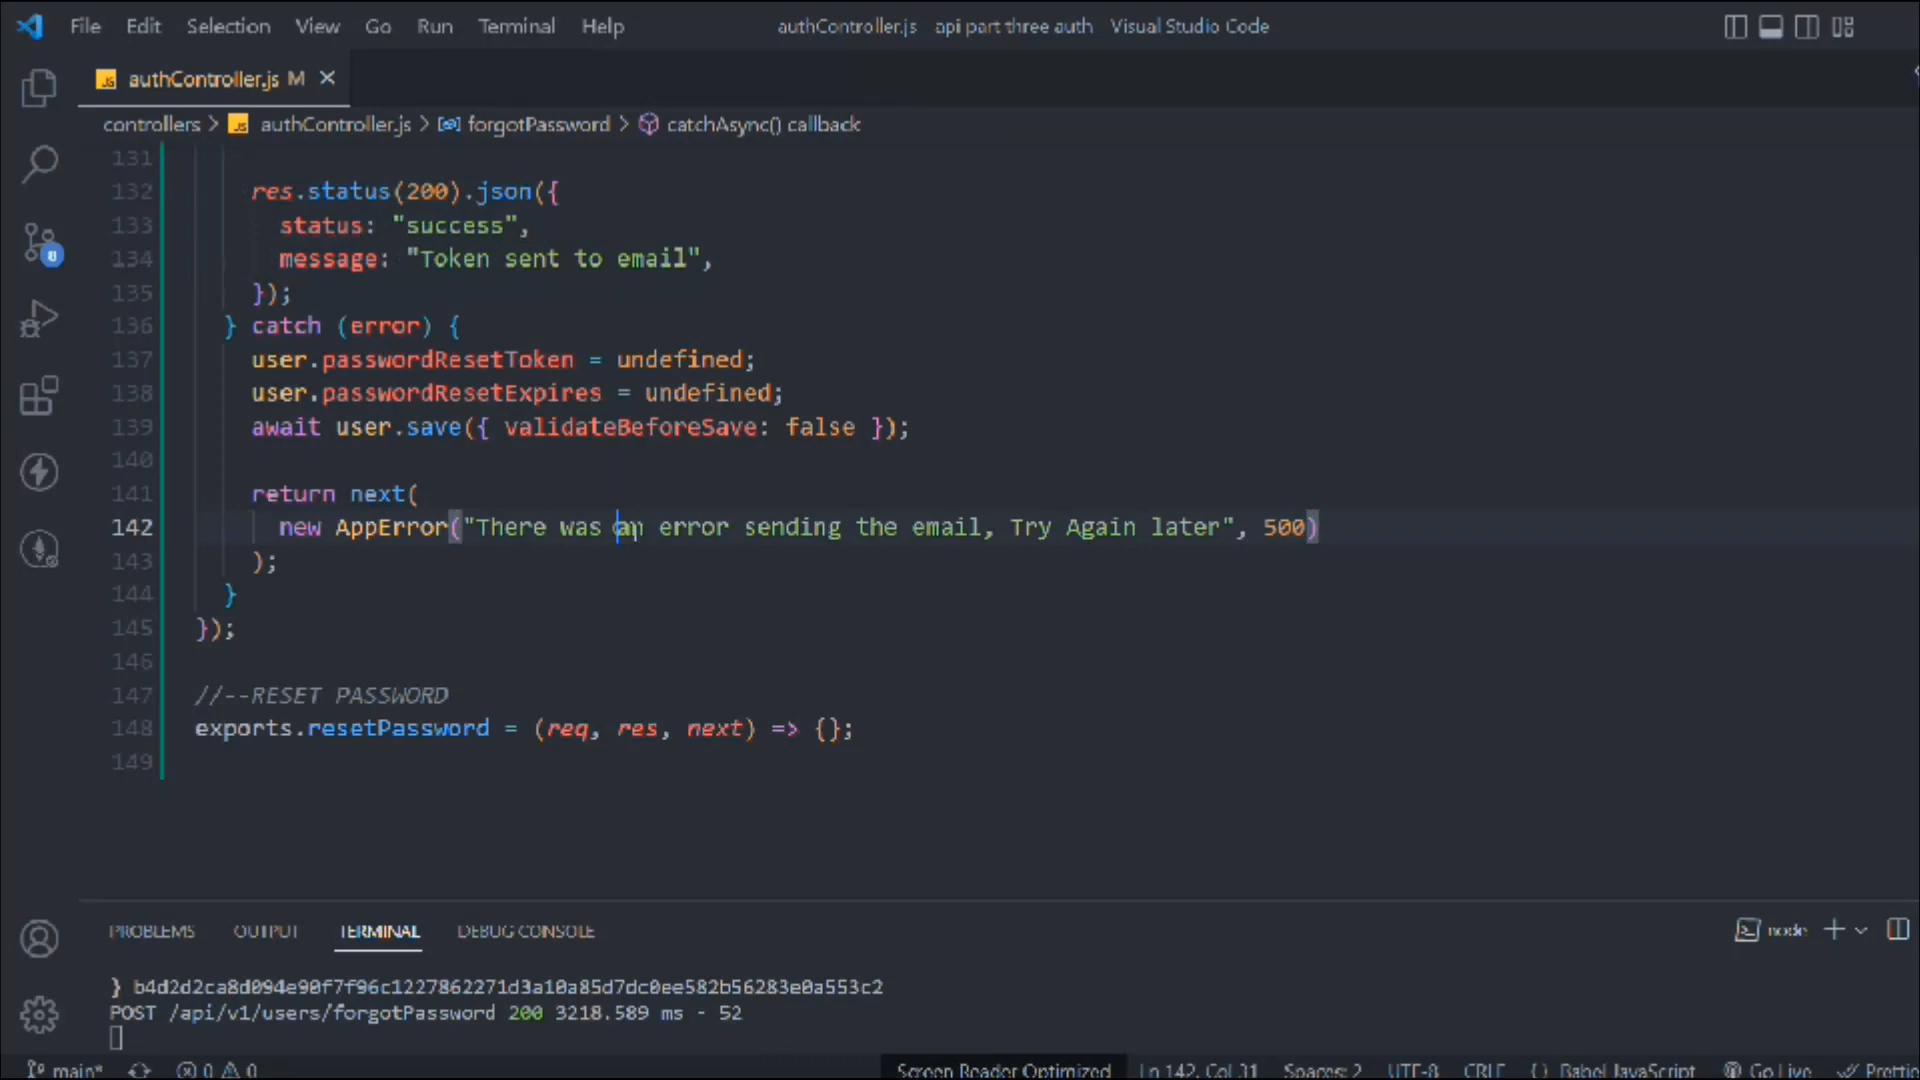 File Edit Selection View Go Run Terminal Help authController.js api part three auth Visual Studio Code
JS authController.js M ×
controllers > JS authController.js > forgotPassword > catchAsync() callback
131
132 res.status(200).json({
133 status: "success",
134 message: "Token sent to email",
135 });
136 } catch (error) {
137 user.passwordResetToken = undefined;
138 user.passwordResetExpires = undefined;
139 await user.save({ validateBeforeSave: false });
140
141 return next(
142 new AppError("There was an error sending the email, Try Again later", 500)
143 );
144 }
145 });
146
147 //--RESET PASSWORD
148 exports.resetPassword = (req, res, next) => {};
149
PROBLEMS OUTPUT TERMINAL DEBUG CONSOLE node
} b4d2d2ca8d094e90f7f96c1227862271d3a10a85d7dc0ee582b56283e0a553c2
POST /api/v1/users/forgotPassword 200 3218.589 ms - 52
main* 0 0 Screen Reader Optimized Ln 142, Col 31 Spaces: 2 UTF-8 CRLF {} Babel JavaScript Go Live Prettie